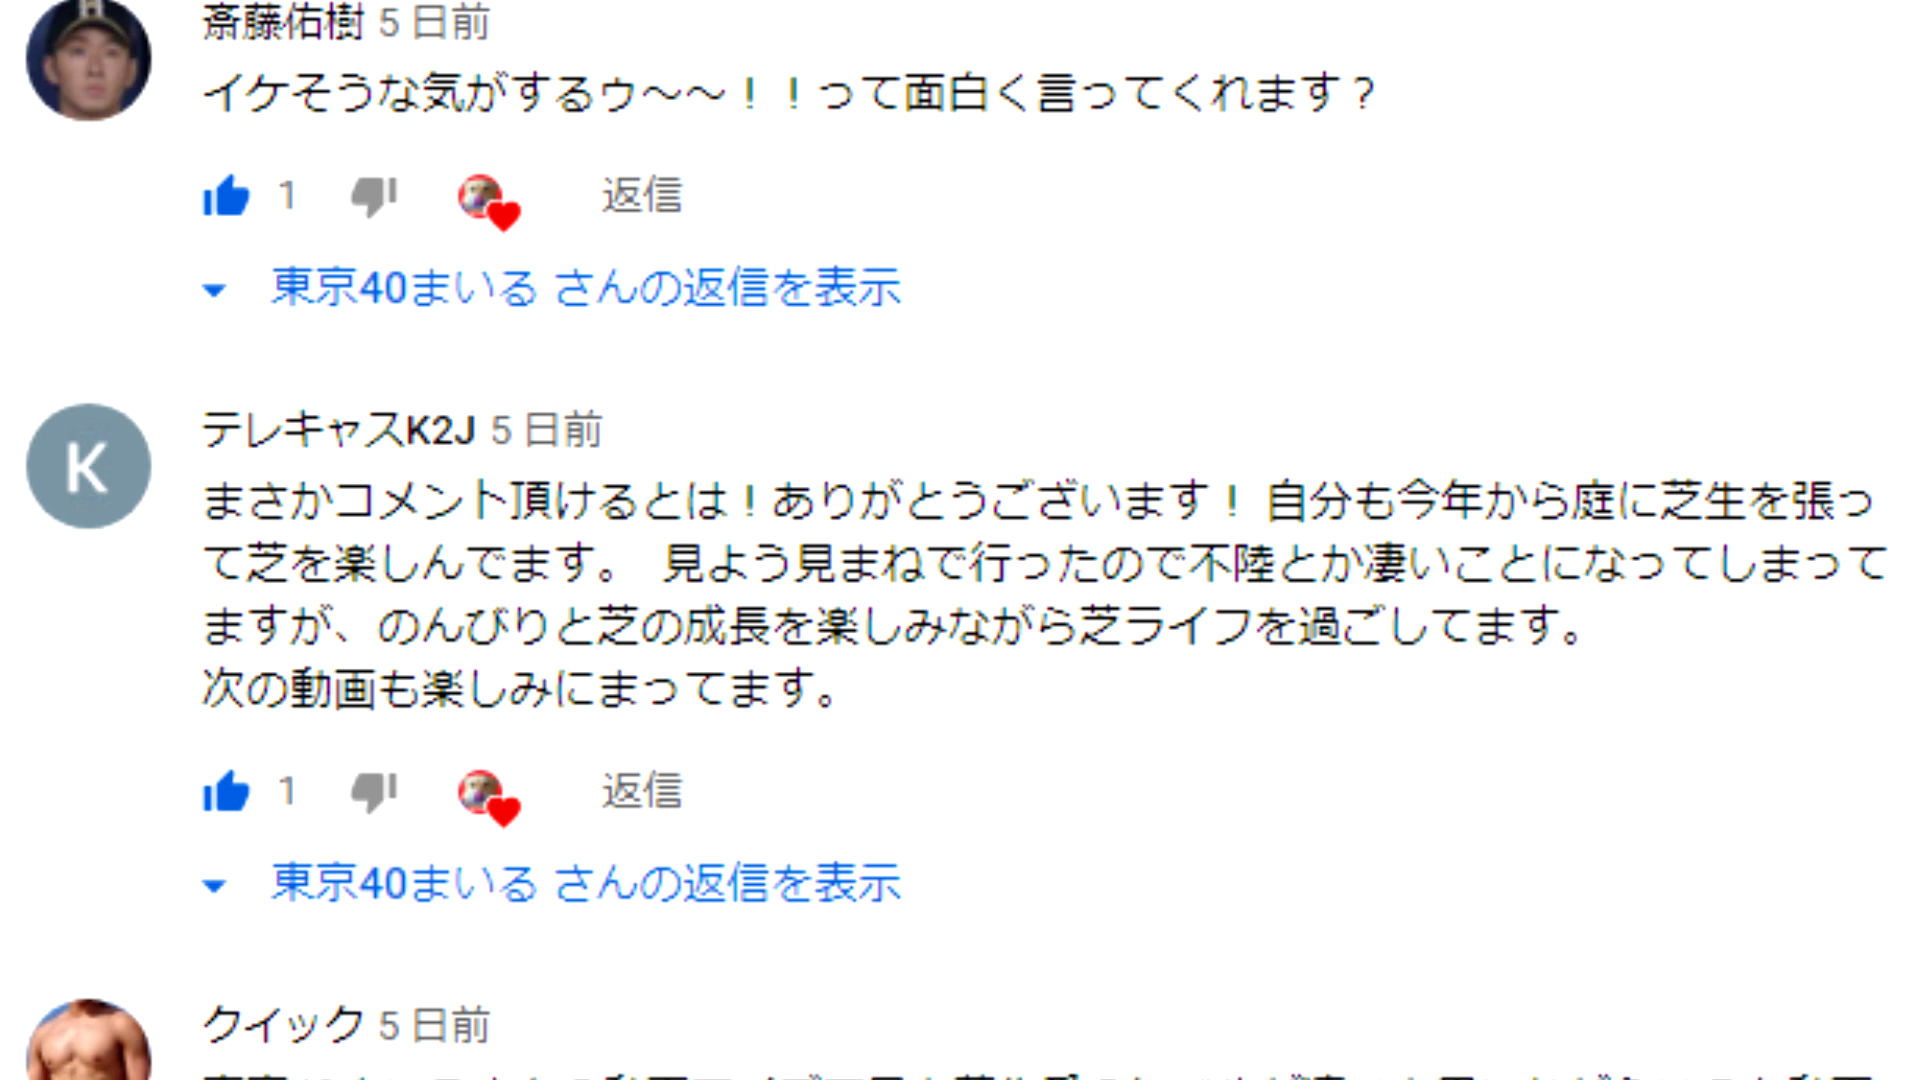 斎藤佑樹 5 日前
イケそうな気がするゥ～～！！って面白く言ってくれます？
1 返信
東京40まいる さんの返信を表示
K
テレキャスK2J 5 日前
まさかコメント頂けるとは！ありがとうございます！ 自分も今年から庭に芝生を張っ
て芝を楽しんでます。 見よう見まねで行ったので不陸とか凄いことになってしまって
ますが、のんびりと芝の成長を楽しみながら芝ライフを過ごしてます。
次の動画も楽しみにまってます。
1 返信
東京40まいる さんの返信を表示
クイック 5 日前